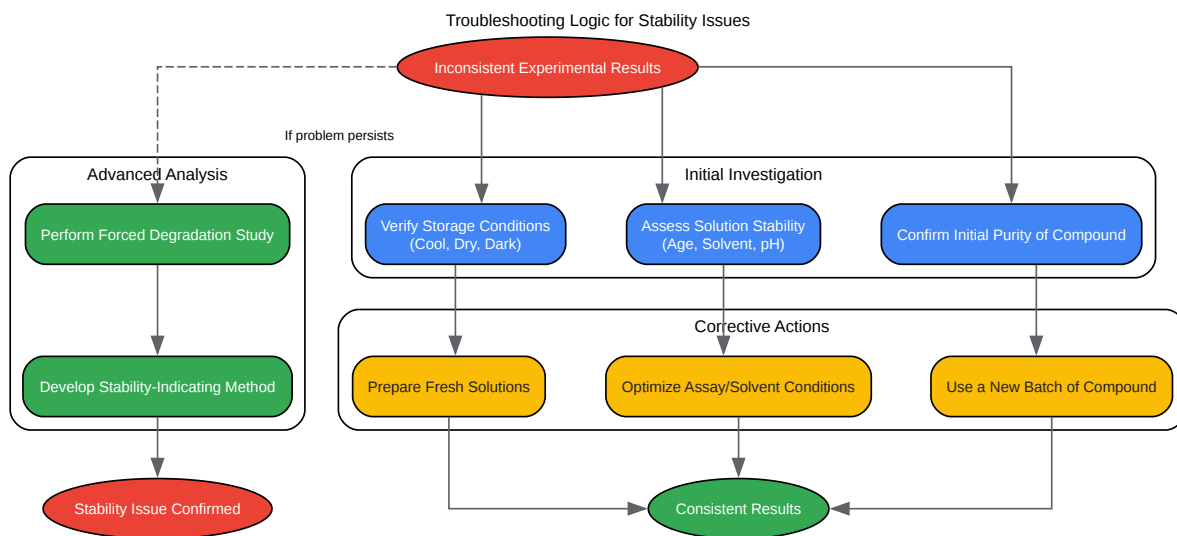 Troubleshooting Logic for Stability Issues
Inconsistent Experimental Results
If problem persists
Advanced Analysis
Initial Investigation
Perform Forced Degradation Study
Verify Storage Conditions
(Cool, Dry, Dark)
Assess Solution Stability
(Age, Solvent, pH)
Confirm Initial Purity of Compound
Corrective Actions
Develop Stability-Indicating Method
Prepare Fresh Solutions
Optimize Assay/Solvent Conditions
Use a New Batch of Compound
Stability Issue Confirmed
Consistent Results